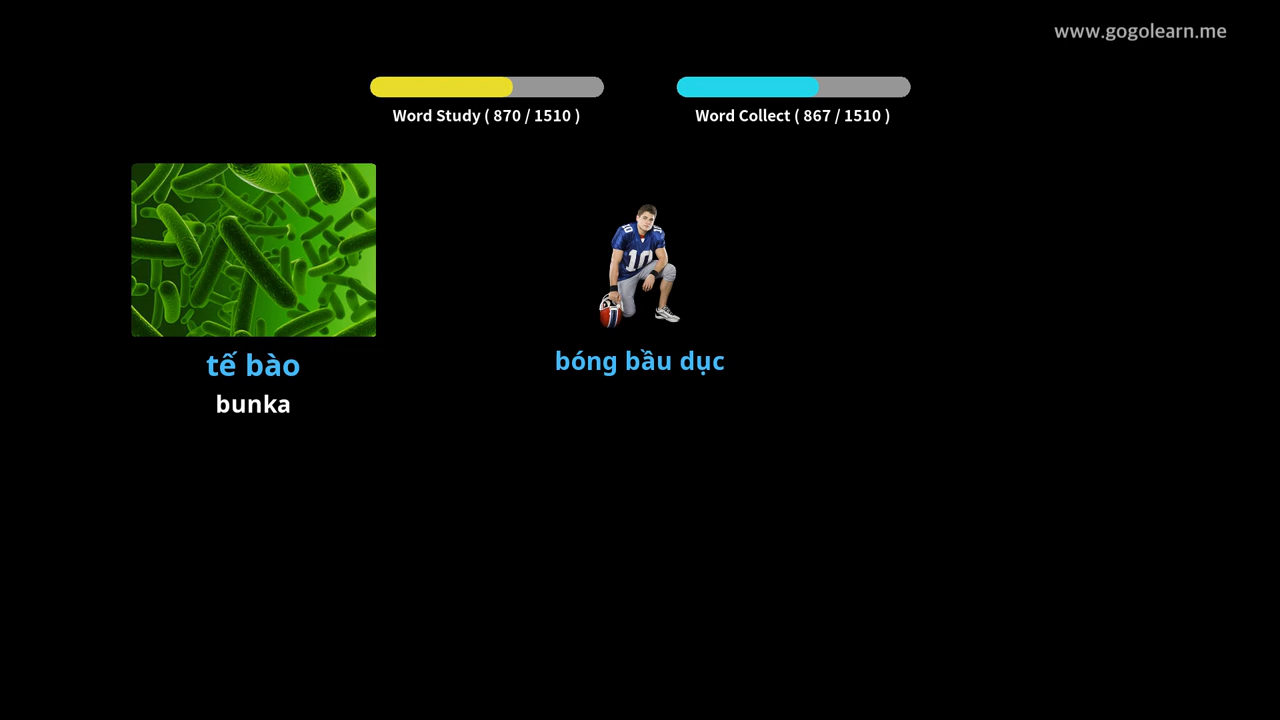 www.gogolearn.me
Word Study ( 870 / 1510 )
Word Collect ( 867 / 1510 )
tế bào
bunka
bóng bầu dục